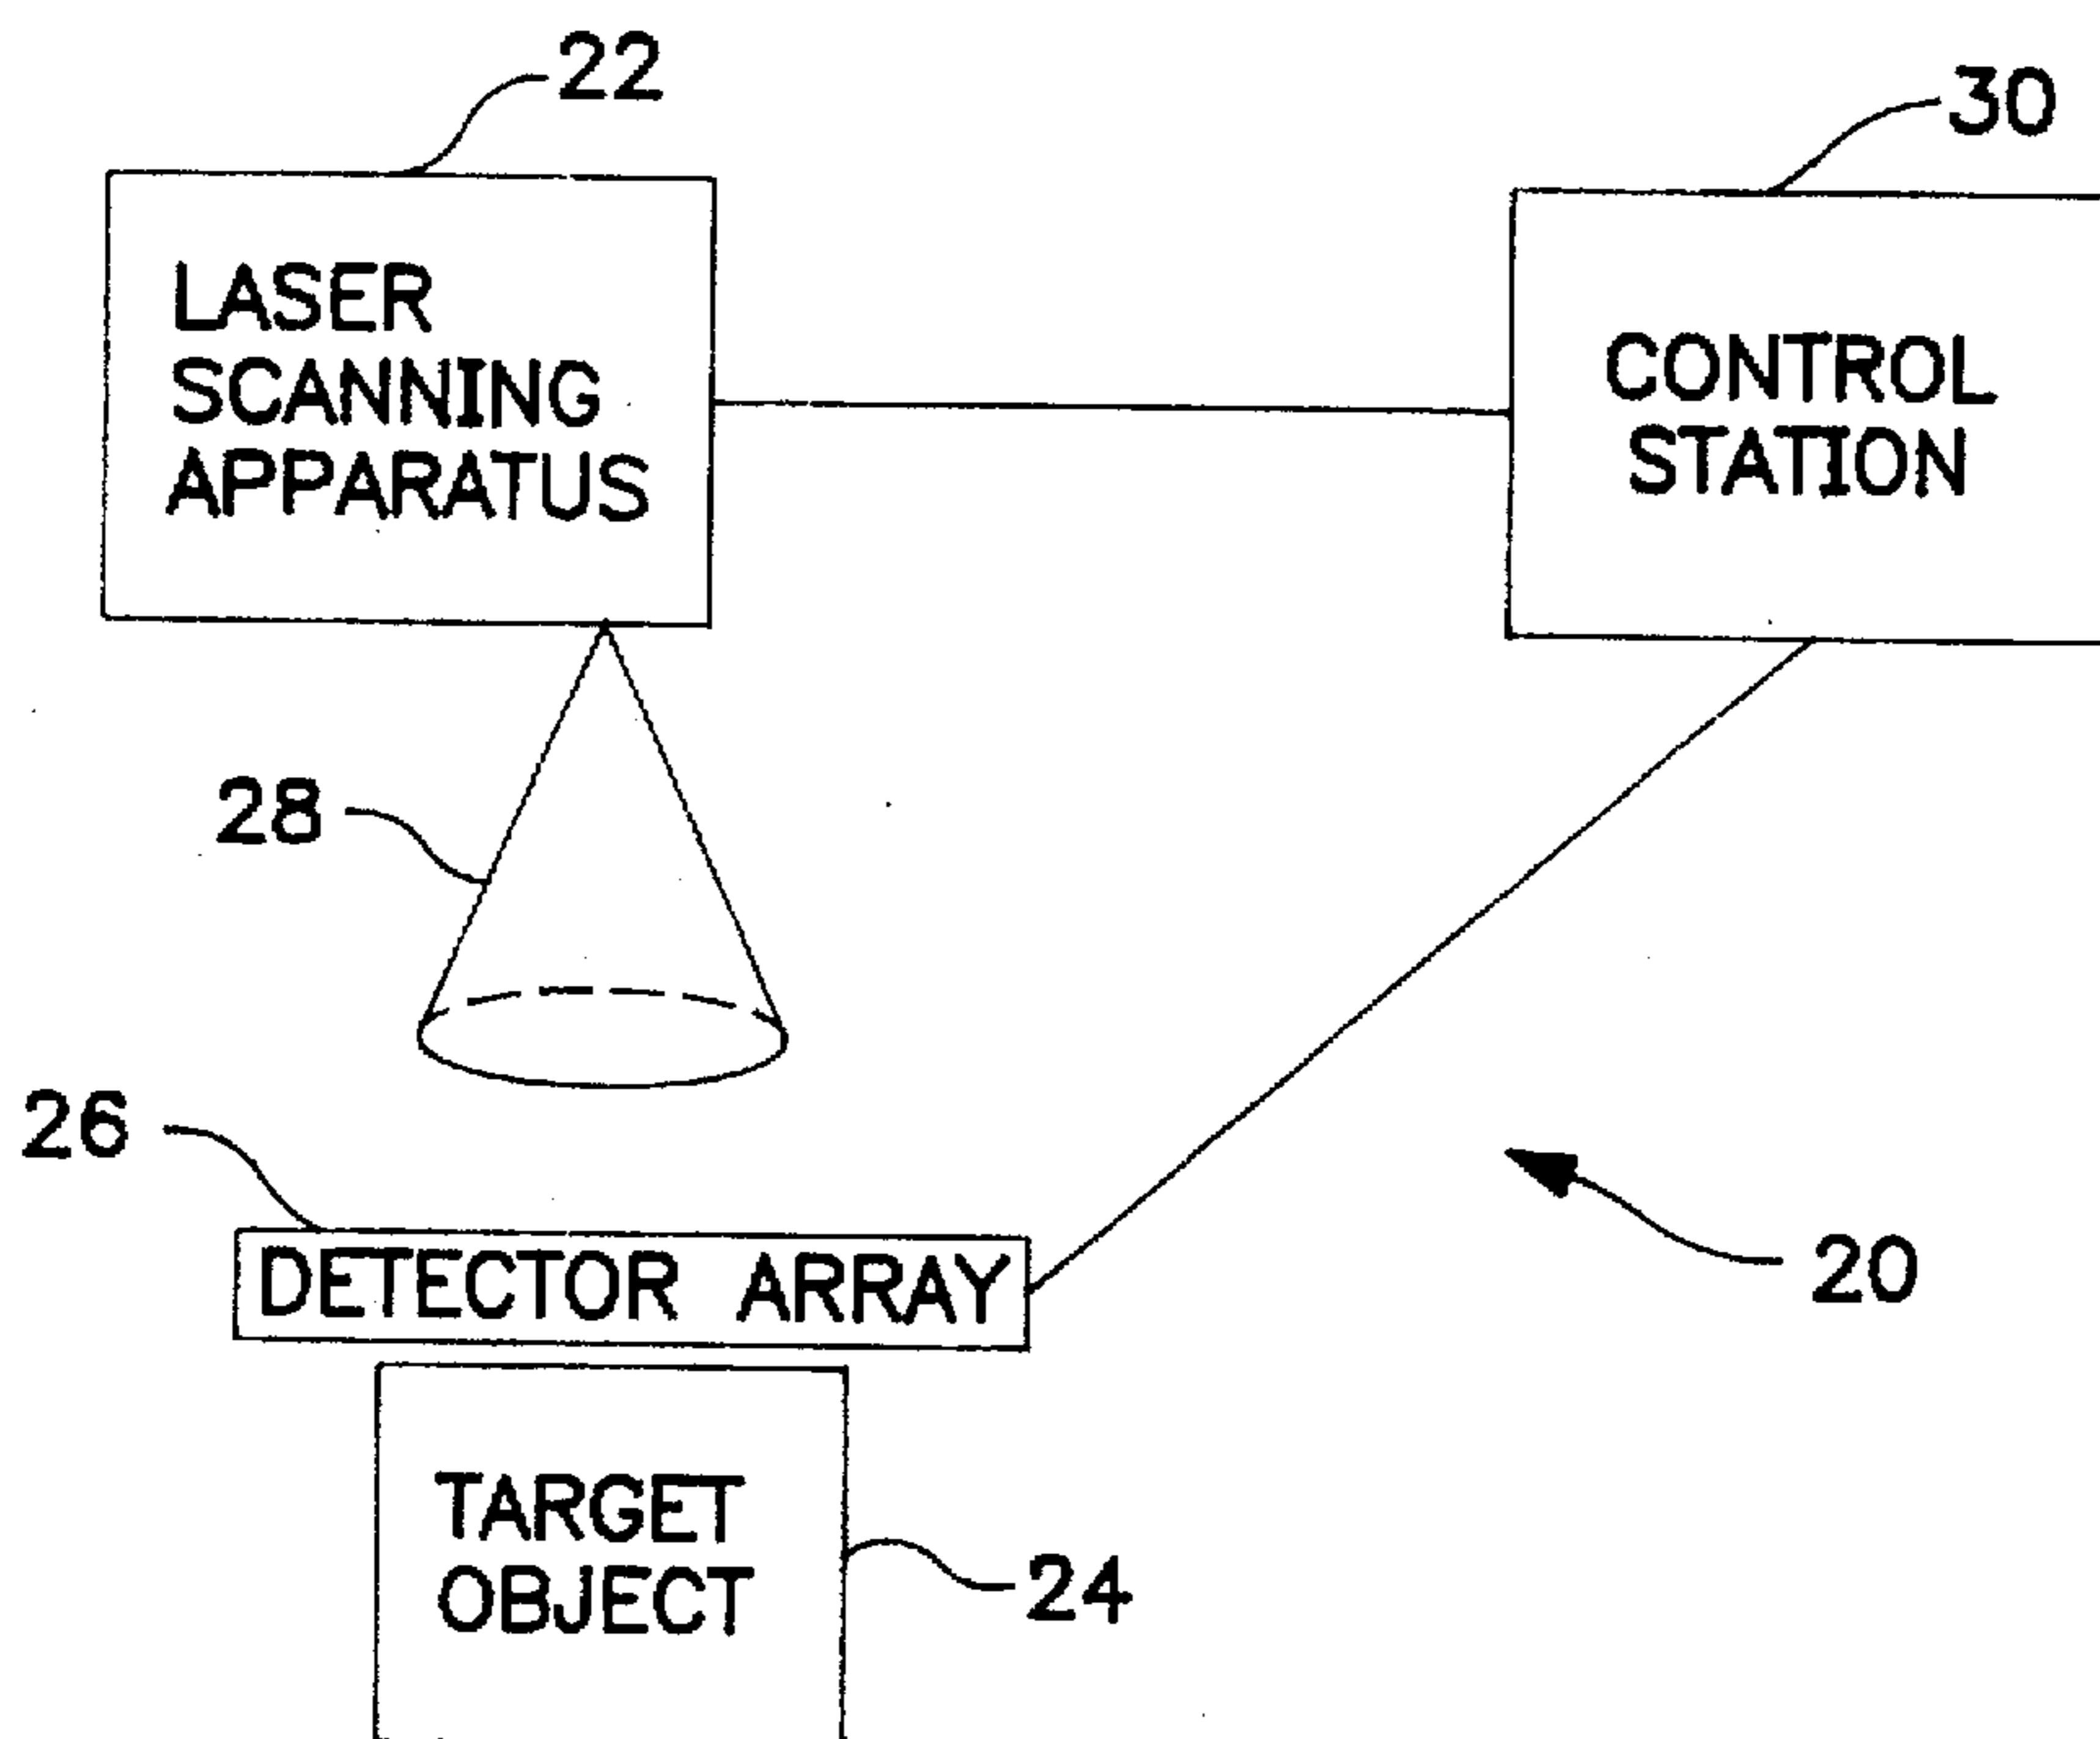 22
30
LASER
SCANNING
APPARATUS
CONTROL
STATION
28
26
DETECTOR ARRAY
20
TARGET
OBJECT
24